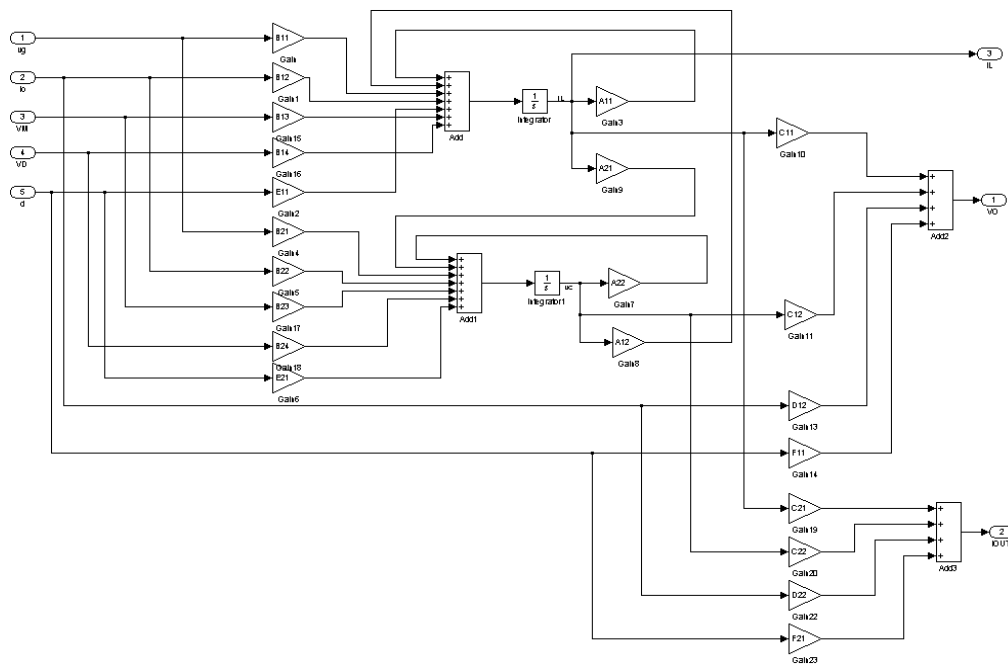 1
ug
2
Io
3
VM
4
VD
5
d
B11
Gain
B12
Gain1
B13
Gain15
B14
Gain16
E11
Gain2
B21
Gain4
B22
Gain5
B23
Gain17
B24
Gain18
E21
Gain6
Add
1
s
Integrator
IL
A11
Gain3
A21
Gain9
Add1
1
s
Integrator1
uc
A22
Gain7
A12
Gain8
3
IL
C11
Gain10
C12
Gain11
D12
Gain13
F11
Gain14
Add2
1
VO
C21
Gain19
C22
Gain20
D22
Gain22
F21
Gain23
Add3
2
IOUT